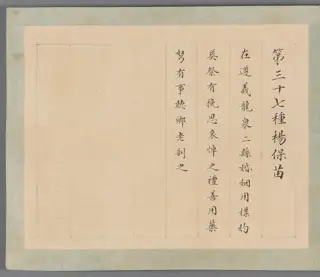 第三十七種楊保苗
在遵義龍泉二縣婚姻用媒妁
喪祭有挽思哀悼之禮善用藥
弩有事聽鄉老判之